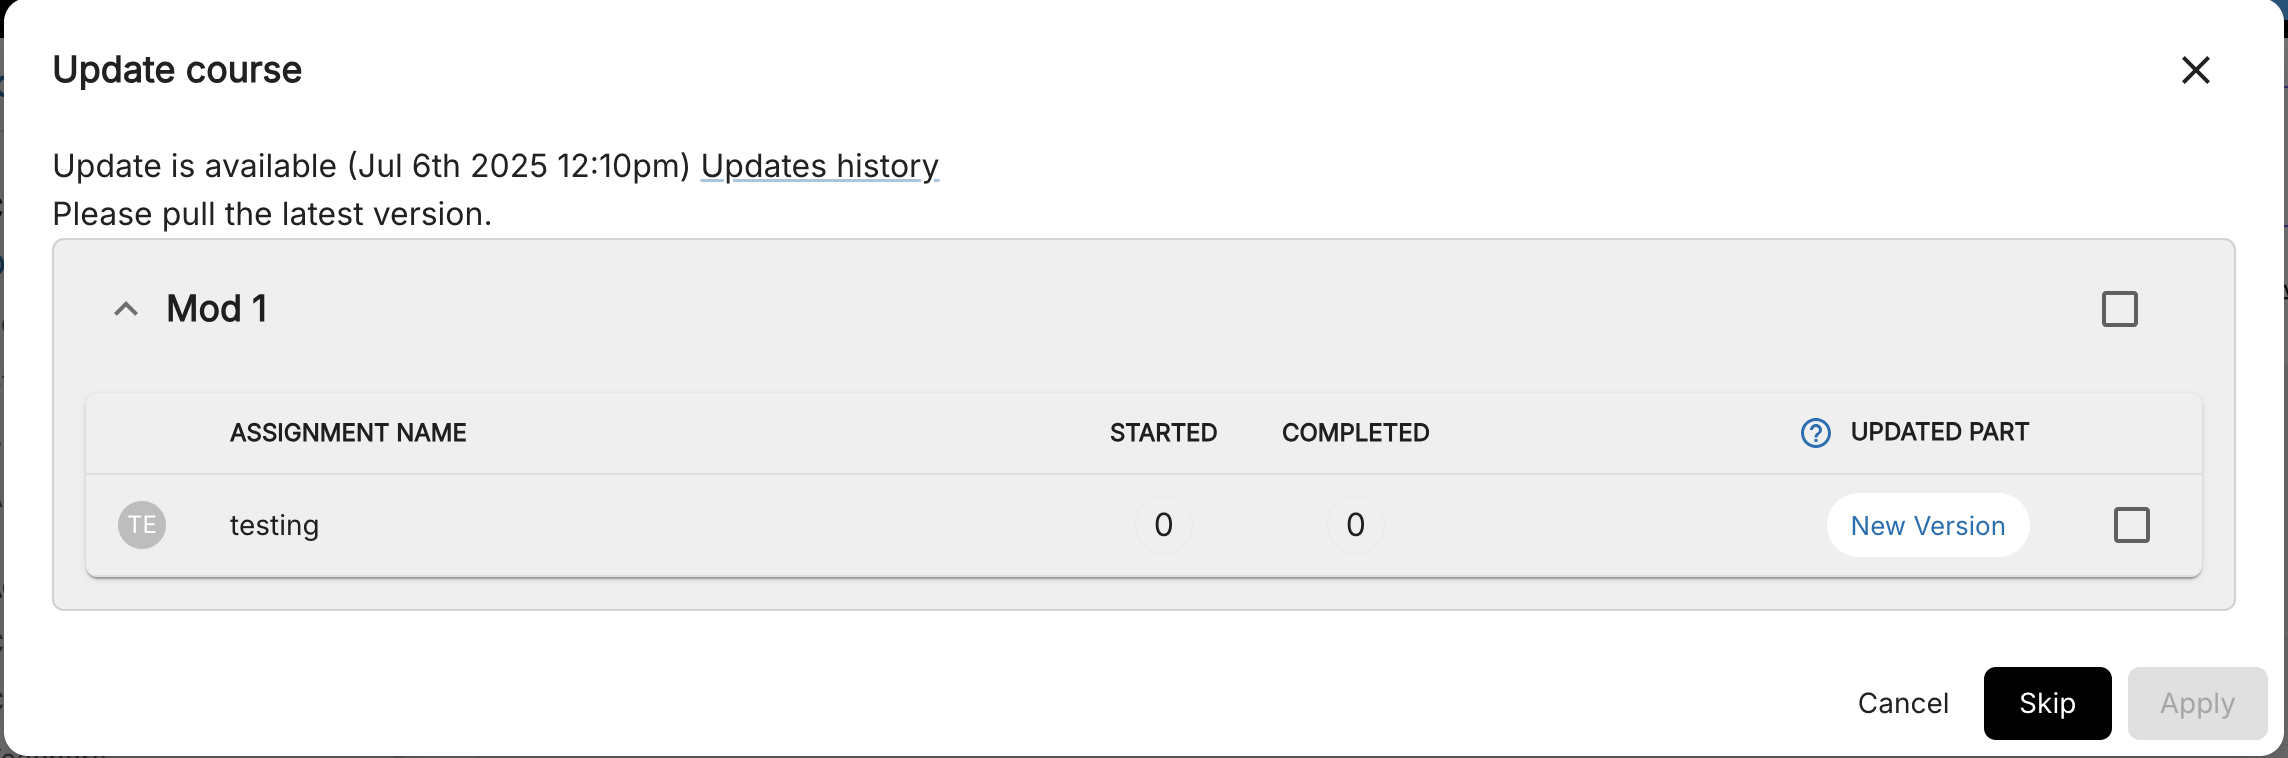 Update course
Update is available (Jul 6th 2025 12:10pm) Updates history
Please pull the latest version.
Mod 1
ASSIGNMENT NAME STARTED COMPLETED ? UPDATED PART
TE testing 0 0 New Version
Cancel Skip Apply